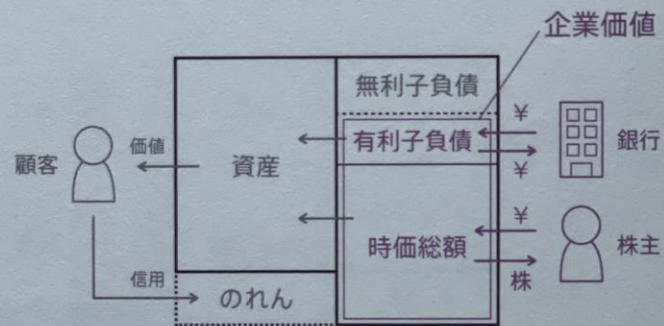 企業価値
無利子負債
有利子負債
¥
¥
銀行
顧客
価値
資産
時価総額
¥
株
株主
信用
のれん